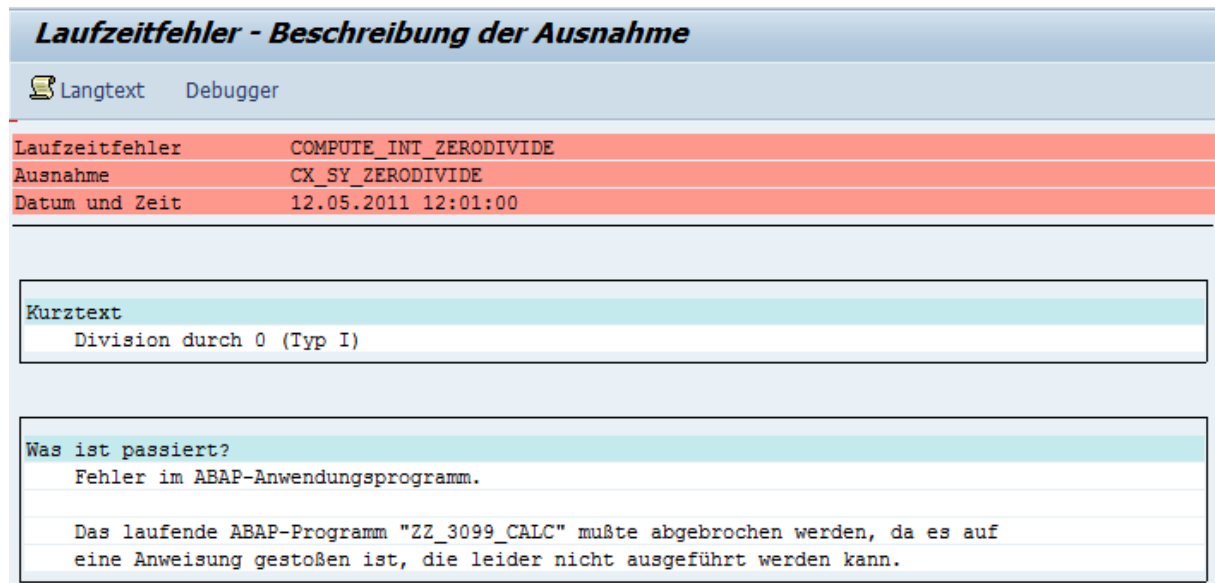 Laufzeitfehler - Beschreibung der Ausnahme
Langtext Debugger
Laufzeitfehler COMPUTE_INT_ZERODIVIDE
Ausnahme CX_SY_ZERODIVIDE
Datum und Zeit 12.05.2011 12:01:00
Kurztext
Division durch 0 (Typ I)
Was ist passiert?
Fehler im ABAP-Anwendungsprogramm.
Das laufende ABAP-Programm "ZZ_3099_CALC" mußte abgebrochen werden, da es auf
eine Anweisung gestoßen ist, die leider nicht ausgeführt werden kann.